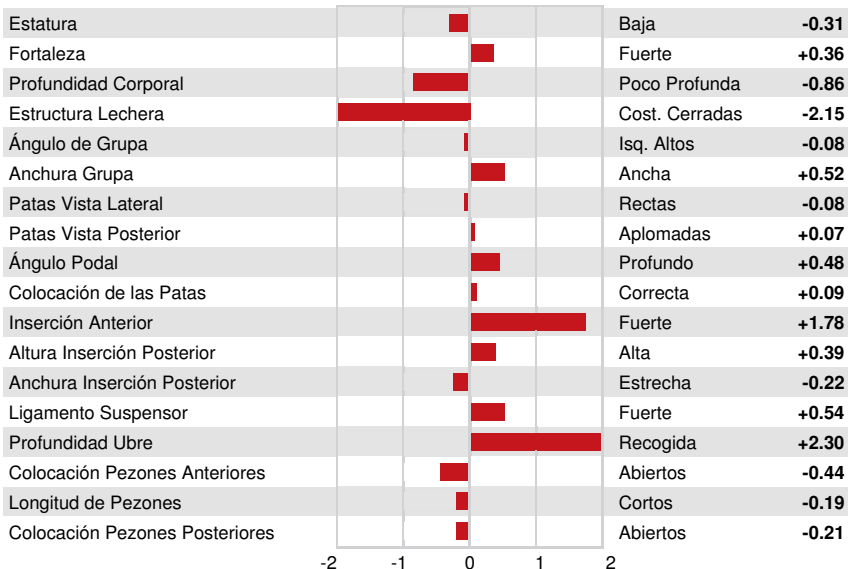 Estatura Baja -0.31
Fortaleza Fuerte +0.36
Profundidad Corporal Poco Profunda -0.86
Estructura Lechera Cost. Cerradas -2.15
Ángulo de Grupa Isq. Altos -0.08
Anchura Grupa Ancha +0.52
Patas Vista Lateral Rectas -0.08
Patas Vista Posterior Aplomadas +0.07
Ángulo Podal Profundo +0.48
Colocación de las Patas Correcta +0.09
Inserción Anterior Fuerte +1.78
Altura Inserción Posterior Alta +0.39
Anchura Inserción Posterior Estrecha -0.22
Ligamento Suspensor Fuerte +0.54
Profundidad Ubre Recogida +2.30
Colocación Pezones Anteriores Abiertos -0.44
Longitud de Pezones Cortos -0.19
Colocación Pezones Posteriores Abiertos -0.21
-2 -1 0 1 2